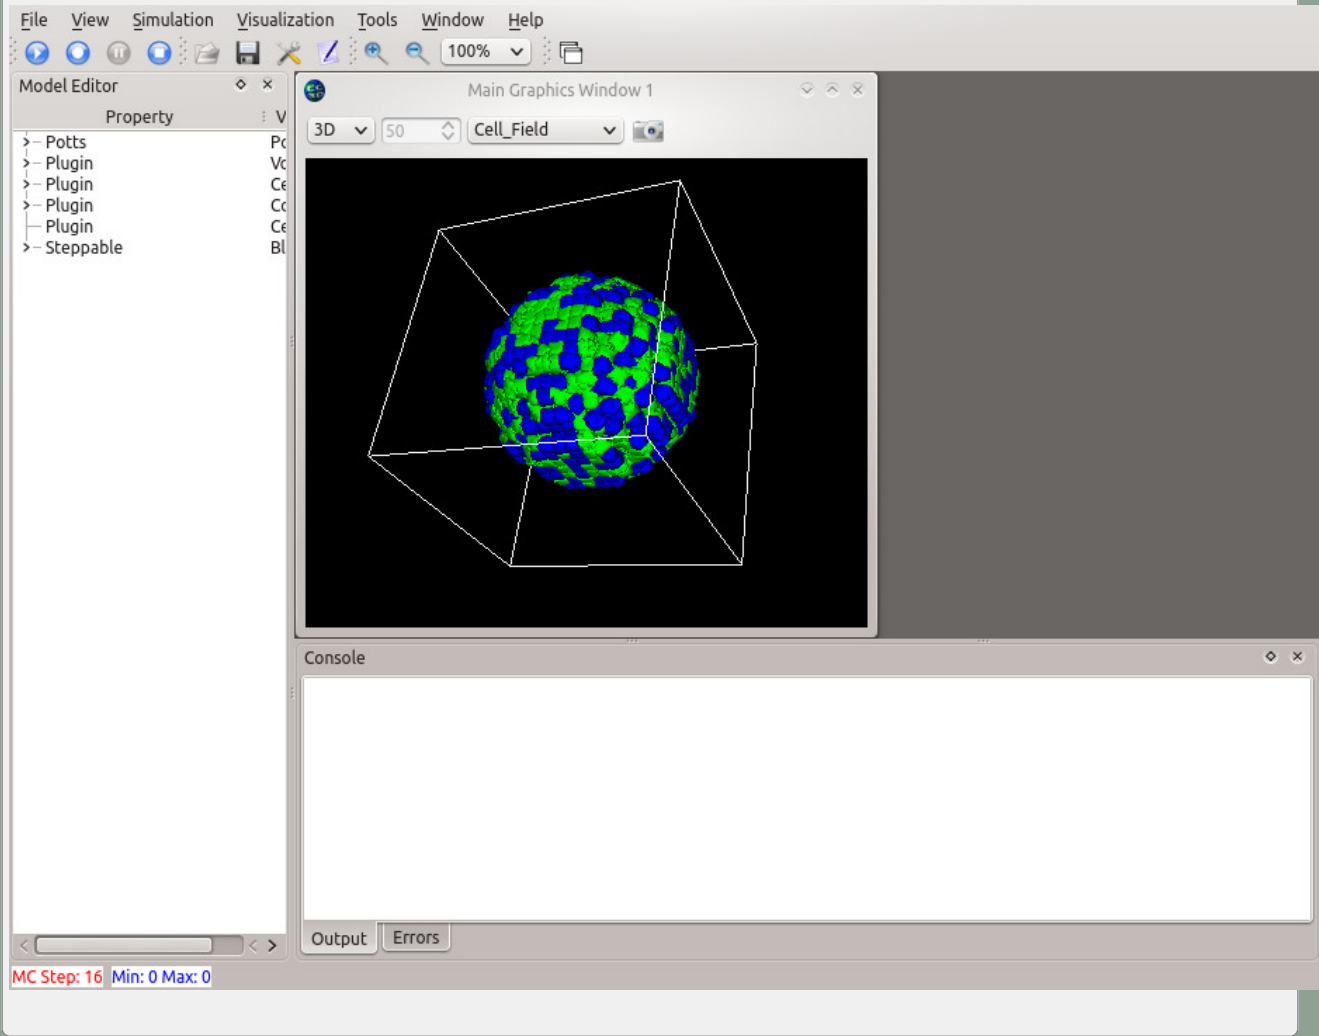 File View Simulation Visualization Tools Window Help
100%
Model Editor
Property V
Potts
Plugin
Plugin
Plugin
Plugin
Steppable
Main Graphics Window 1
3D 50 Cell_Field
Console
Output Errors
MC Step: 16 Min: 0 Max: 0